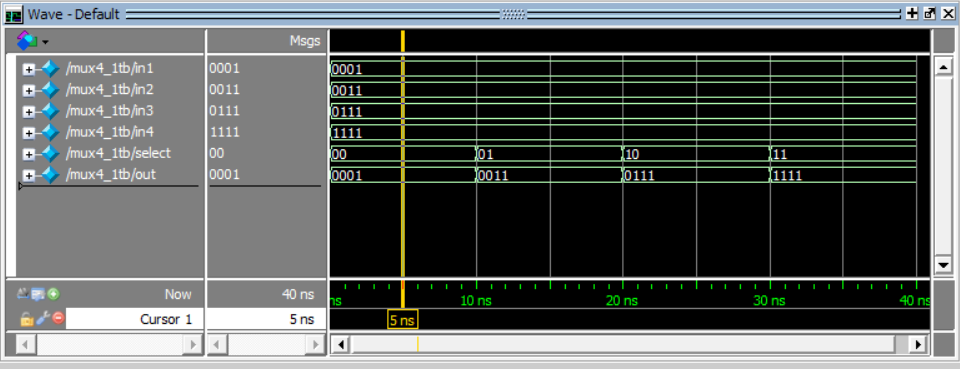 Wave - Default
Msgs
/mux4_1tb/in1 0001 0001
/mux4_1tb/in2 0011 0011
/mux4_1tb/in3 0111 0111
/mux4_1tb/in4 1111 1111
/mux4_1tb/select 00 00 01 10 11
/mux4_1tb/out 0001 0001 0011 0111 1111
Now 40 ns ns 10 ns 20 ns 30 ns 40 ns
Cursor 1 5 ns 5 ns